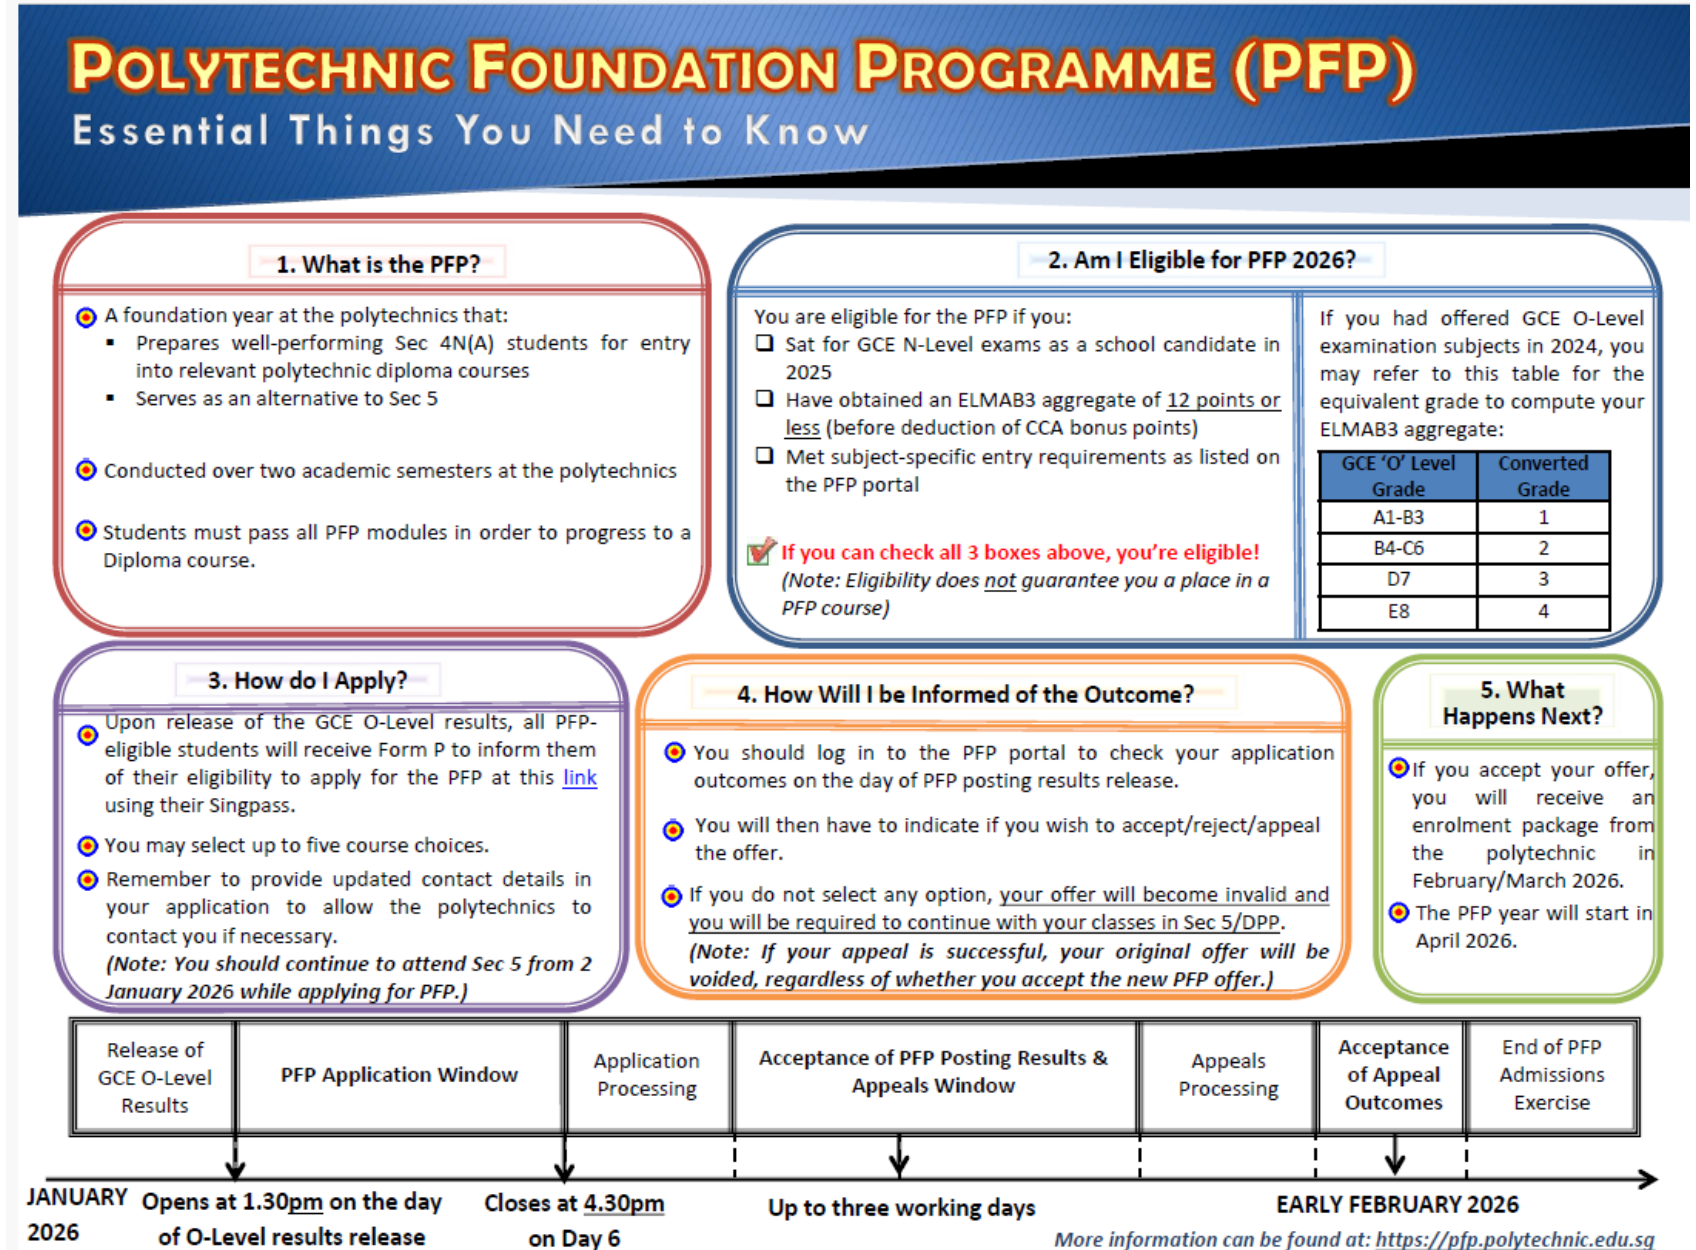 POLYTECHNIC FOUNDATION PROGRAMME (PFP)
Essential Things You Need to Know
1. What is the PFP?
A foundation year at the polytechnics that:
▪ Prepares well-performing Sec 4N(A) students for entry
into relevant polytechnic diploma courses
▪ Serves as an alternative to Sec 5
Conducted over two academic semesters at the polytechnics
Students must pass all PFP modules in order to progress to a
Diploma course.
2. Am I Eligible for PFP 2026?
You are eligible for the PFP if you:
❑ Sat for GCE N-Level exams as a school candidate in
2025
❑ Have obtained an ELMAB3 aggregate of 12 points or
less (before deduction of CCA bonus points)
❑ Met subject-specific entry requirements as listed on
the PFP portal
If you can check all 3 boxes above, you're eligible!
(Note: Eligibility does not guarantee you a place in a
PFP course)
If you had offered GCE O-Level
examination subjects in 2024, you
may refer to this table for the
equivalent grade to compute your
ELMAB3 aggregate:
GCE 'O' Level Grade Converted Grade
A1-B3 1
B4-C6 2
D7 3
E8 4
3. How do I Apply?
Upon release of the GCE O-Level results, all PFP-
eligible students will receive Form P to inform them
of their eligibility to apply for the PFP at this link
using their Singpass.
You may select up to five course choices.
Remember to provide updated contact details in
your application to allow the polytechnics to
contact you if necessary.
(Note: You should continue to attend Sec 5 from 2
January 2026 while applying for PFP.)
4. How Will I be Informed of the Outcome?
You should log in to the PFP portal to check your application
outcomes on the day of PFP posting results release.
You will then have to indicate if you wish to accept/reject/appeal
the offer.
If you do not select any option, your offer will become invalid and
you will be required to continue with your classes in Sec 5/DPP.
(Note: If your appeal is successful, your original offer will be
voided, regardless of whether you accept the new PFP offer.)
5. What
Happens Next?
If you accept your offer,
you will receive an
enrolment package from
the polytechnic in
February/March 2026.
The PFP year will start in
April 2026.
Release of
GCE O-Level
Results
PFP Application Window
Application
Processing
Acceptance of PFP Posting Results &
Appeals Window
Appeals
Processing
Acceptance
of Appeal
Outcomes
End of PFP
Admissions
Exercise
JANUARY
2026
Opens at 1.30pm on the day
of O-Level results release
Closes at 4.30pm
on Day 6
Up to three working days
EARLY FEBRUARY 2026
More information can be found at: https://pfp.polytechnic.edu.sg